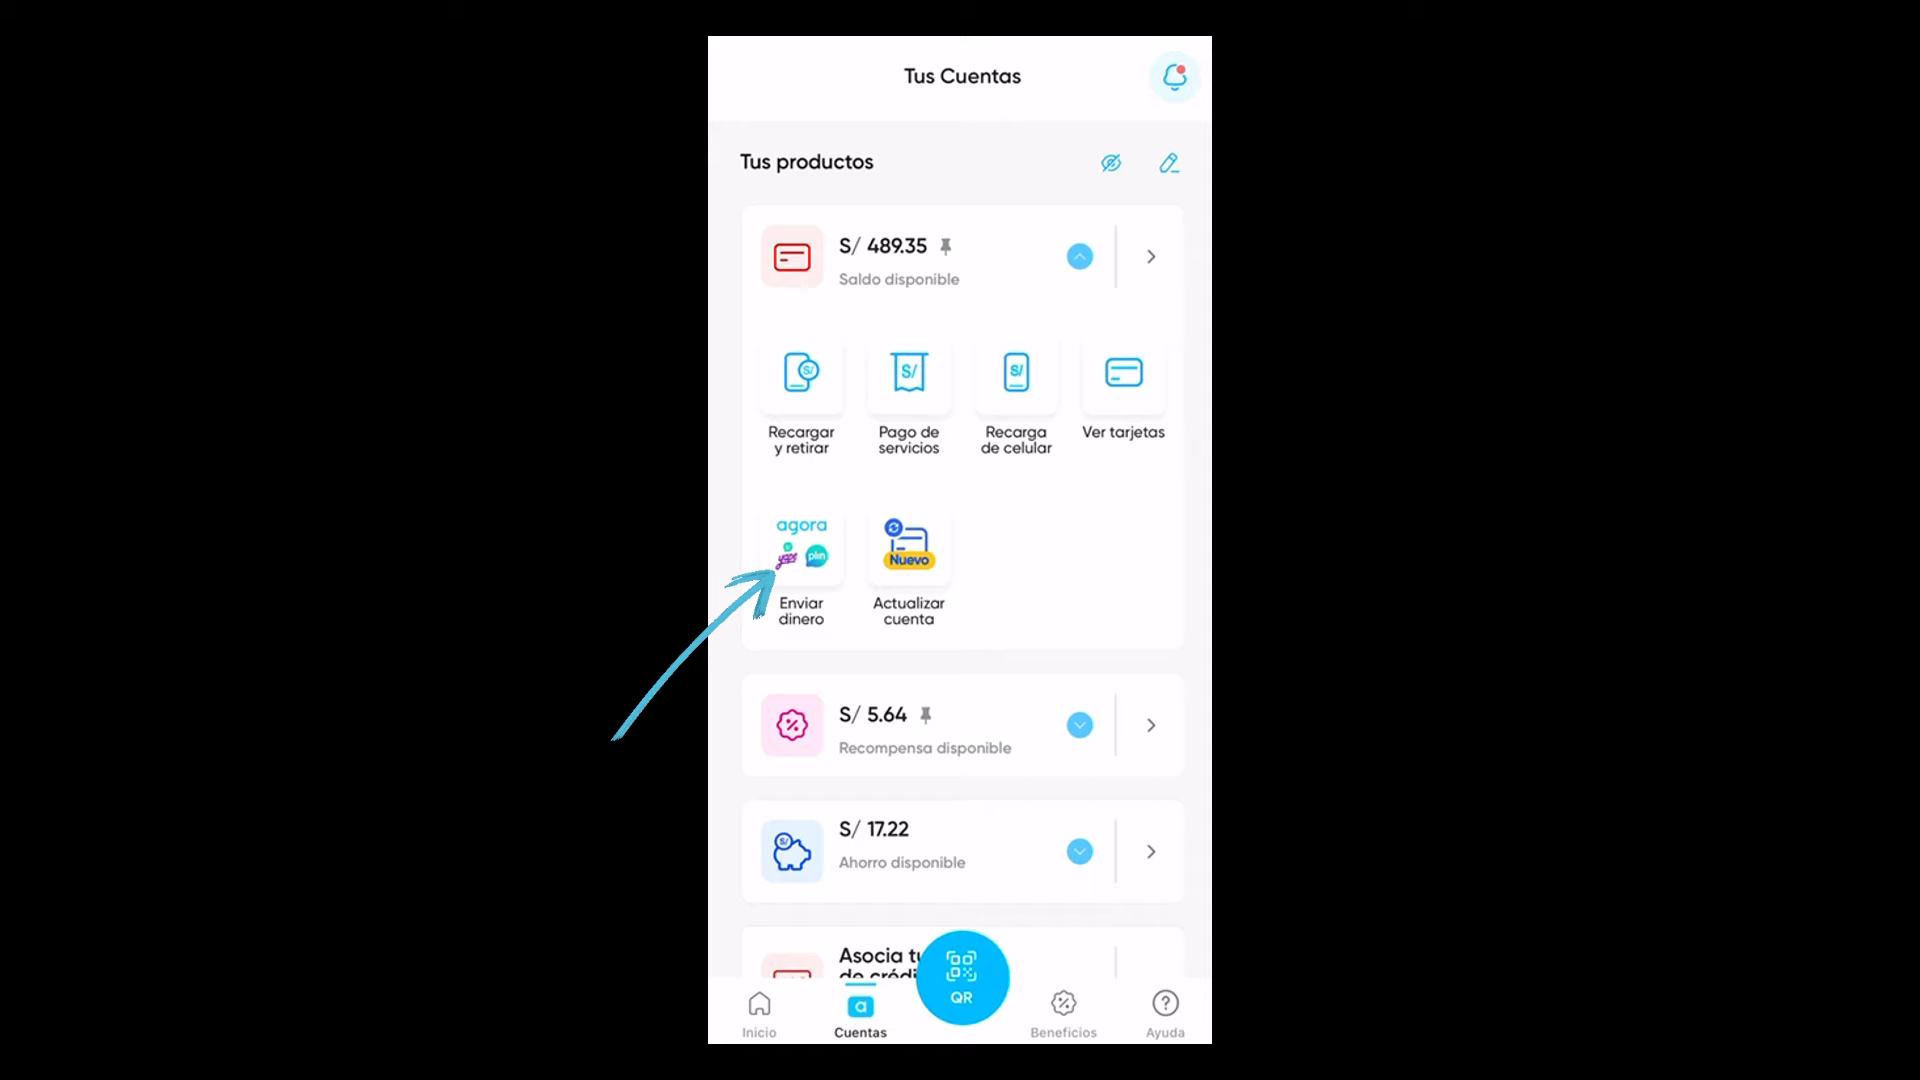 Tus Cuentas
Tus productos
S/ 489.35
Saldo disponible
S/
S/
S/
Recargar
y retirar
Pago de
servicios
Recarga
de celular
Ver tarjetas
agora
yape
plin
Nuevo
Enviar
dinero
Actualizar
cuenta
S/ 5.64
Recompensa disponible
S/ 17.22
S/
Ahorro disponible
Asocia tu
de crédi
QR
a
Inicio
Cuentas
Beneficios
Ayuda